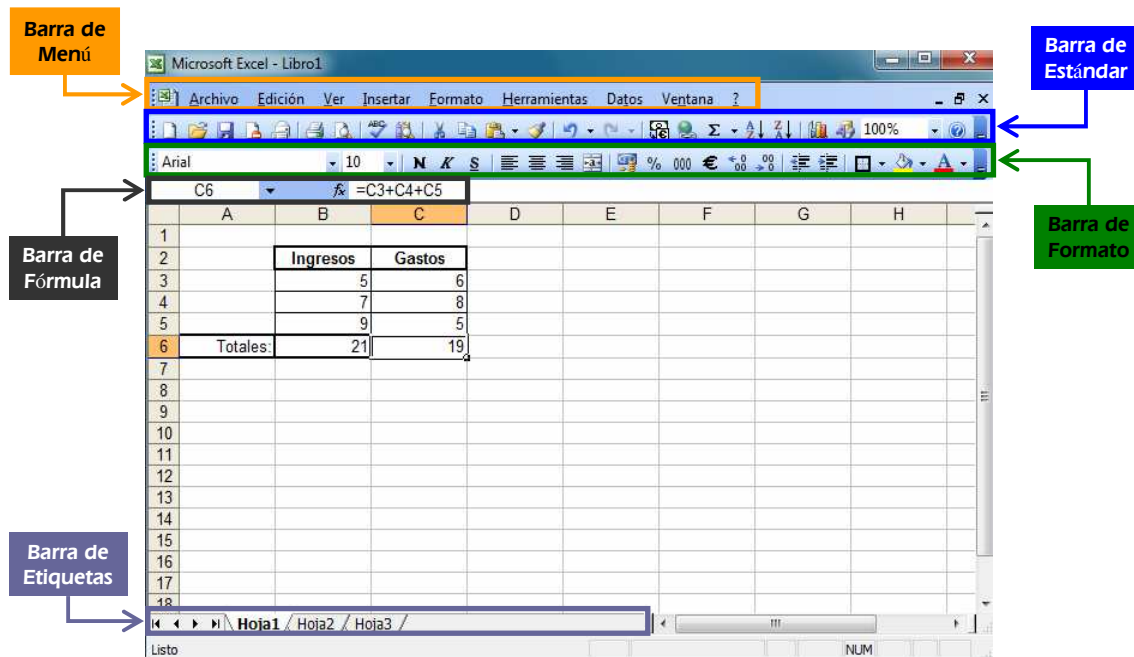 Barra de
Menú
Microsoft Excel - Libro1
Barra de
Estándar
Archivo Edición Ver Insertar Formato Herramientas Datos Ventana ?
100%
Arial 10 N K S % 000 €
C6 fx =C3+C4+C5
A B C D E F G H
1
2 Ingresos Gastos
3 5 6
4 7 8
5 9 5
6 Totales: 21 19
7
8
9
10
11
12
13
14
15
16
17
18
Barra de
Fórmula
Barra de
Formato
Barra de
Etiquetas
Hoja1 / Hoja2 / Hoja3 /
Listo NUM